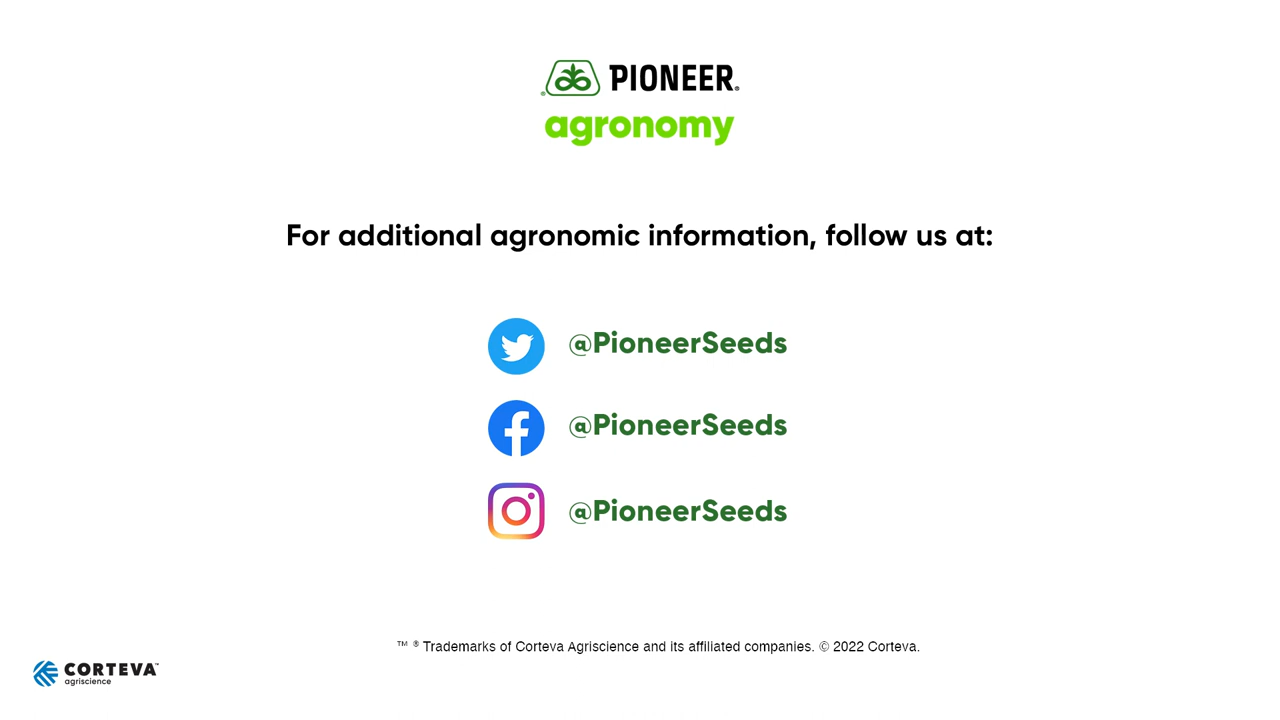 PIONEER®
agronomy
For additional agronomic information, follow us at:
@PioneerSeeds
@PioneerSeeds
@PioneerSeeds
™ ® Trademarks of Corteva Agriscience and its affiliated companies. © 2022 Corteva.
CORTEVA™
agriscience